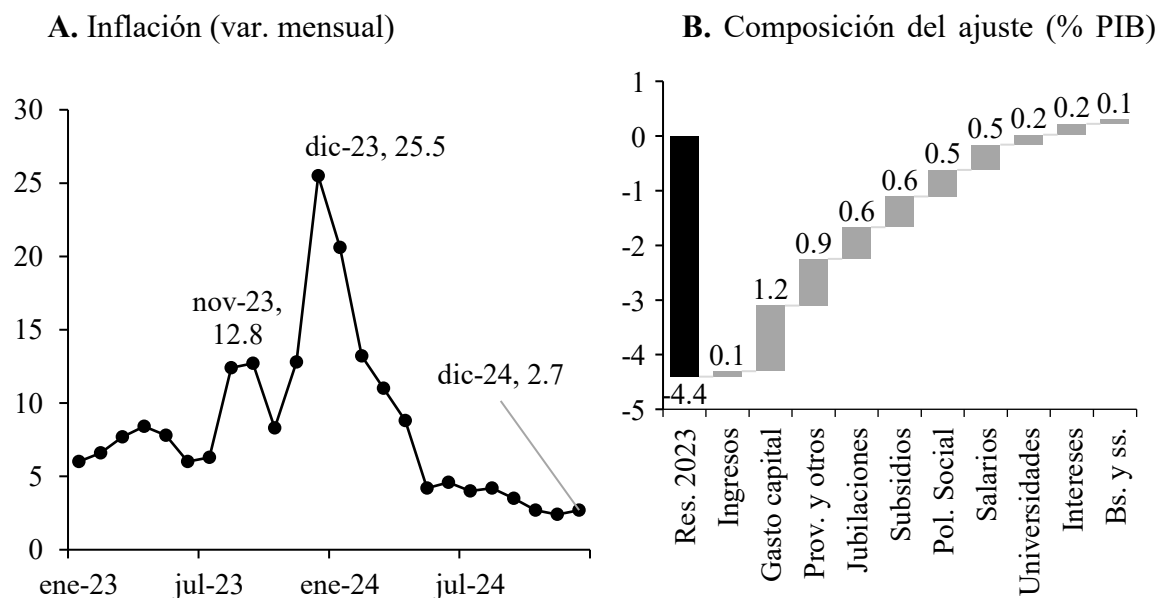 A. Inflación (var. mensual)
30
25
20
15
10
5
0
dic-23, 25.5
nov-23,
12.8
dic-24, 2.7
ene-23
jul-23
ene-24
jul-24
B. Composición del ajuste (% PIB)
1
0
-1
-2
-3
-4
-5
-4.4
0.1
1.2
0.9
0.6
0.6
0.5
0.5
0.2
0.2
0.1
Res. 2023
Ingresos
Gasto capital
Prov. y otros
Jubilaciones
Subsidios
Pol. Social
Salarios
Universidades
Intereses
Bs. y ss.